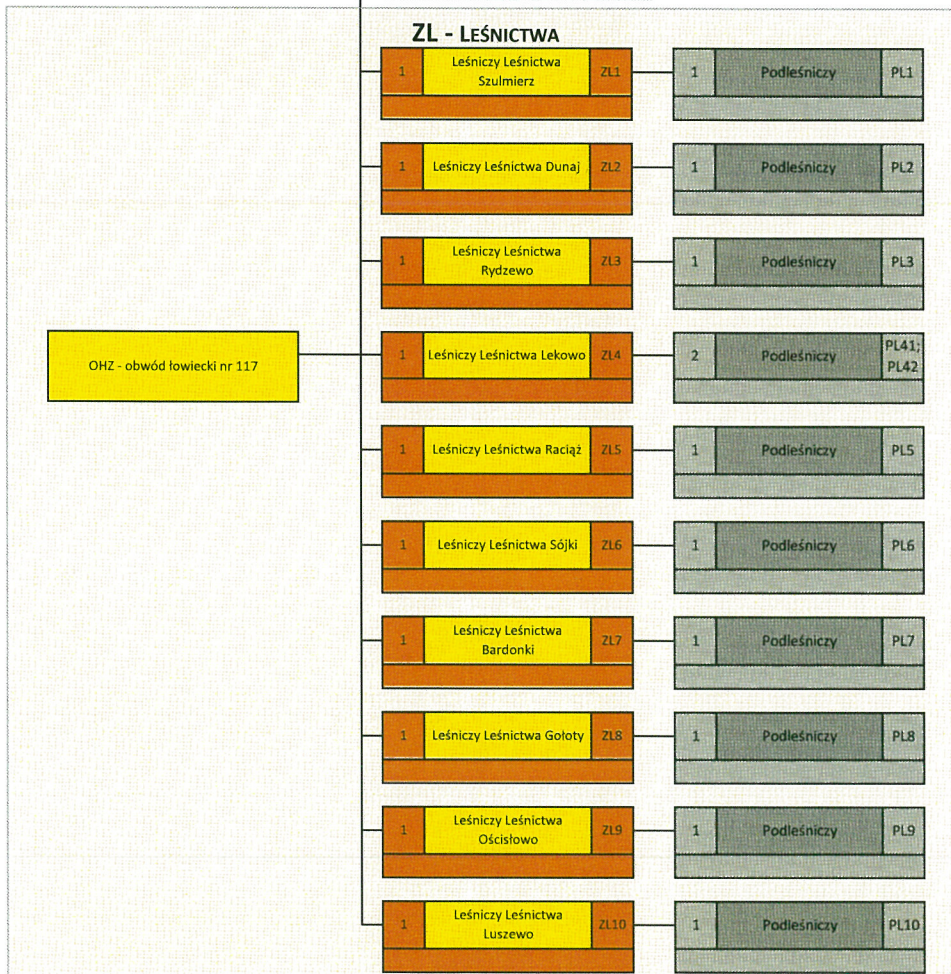 ZL - LEŚNICTWA
1
Leśniczy Leśnictwa
Szulmierz
ZL1
1
Podleśniczy
PL1
1
Leśniczy Leśnictwa Dunaj
ZL2
1
Podleśniczy
PL2
1
Leśniczy Leśnictwa
Rydzewo
ZL3
1
Podleśniczy
PL3
OHZ - obwód łowiecki nr 117
1
Leśniczy Leśnictwa Lekowo
ZL4
2
Podleśniczy
PL41;
PL42
1
Leśniczy Leśnictwa Raciąż
ZL5
1
Podleśniczy
PL5
1
Leśniczy Leśnictwa Sójki
ZL6
1
Podleśniczy
PL6
1
Leśniczy Leśnictwa
Bardonki
ZL7
1
Podleśniczy
PL7
1
Leśniczy Leśnictwa Gołoty
ZL8
1
Podleśniczy
PL8
1
Leśniczy Leśnictwa
Ościsłowo
ZL9
1
Podleśniczy
PL9
1
Leśniczy Leśnictwa
Luszewo
ZL10
1
Podleśniczy
PL10